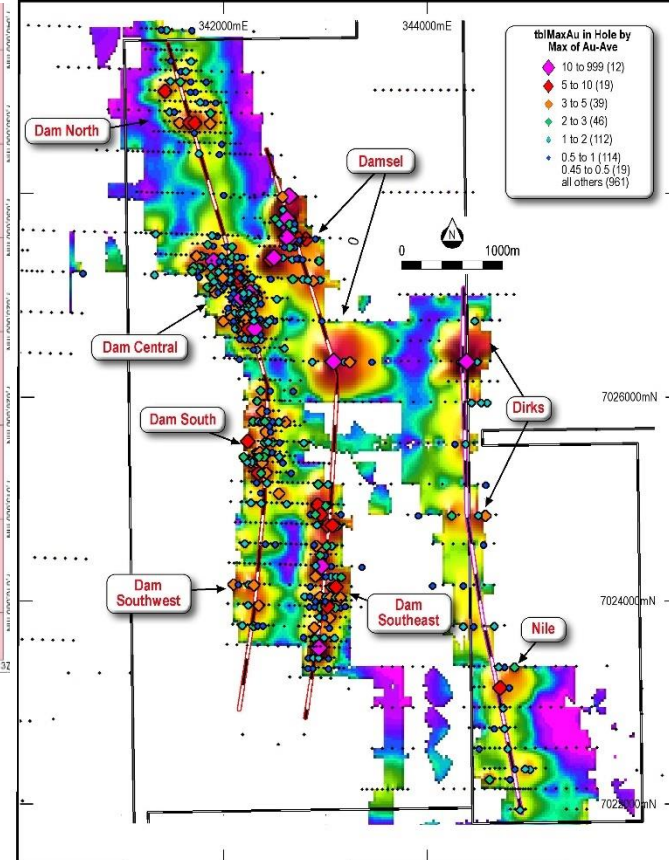 342000mE
344000mE
tblMaxAu in Hole by
Max of Au-Ave
10 to 999 (12)
5 to 10 (19)
3 to 5 (39)
2 to 3 (46)
1 to 2 (112)
0.5 to 1 (114)
0.45 to 0.5 (19)
all others (961)
Dam North
Damsel
N
0
1000m
0
Dam Central
Dirks
7026000mN
Dam South
Dam
Southwest
Dam
Southeast
7024000mN
Nile
7022000mN